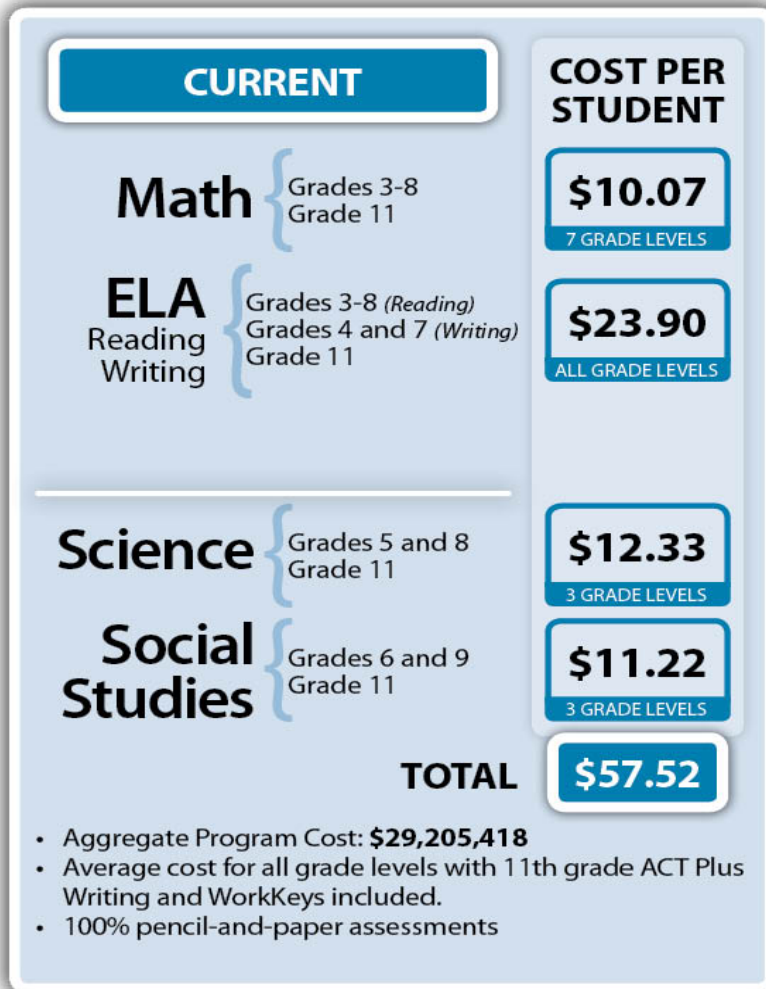 CURRENT
COST PER
STUDENT
Math
Grades 3-8
Grade 11
$10.07
7 GRADE LEVELS
ELA
Reading
Writing
Grades 3-8 (Reading)
Grades 4 and 7 (Writing)
Grade 11
$23.90
ALL GRADE LEVELS
Science
Grades 5 and 8
Grade 11
$12.33
3 GRADE LEVELS
Social
Studies
Grades 6 and 9
Grade 11
$11.22
3 GRADE LEVELS
TOTAL
$57.52
• Aggregate Program Cost: $29,205,418
• Average cost for all grade levels with 11th grade ACT Plus
Writing and WorkKeys included.
• 100% pencil-and-paper assessments